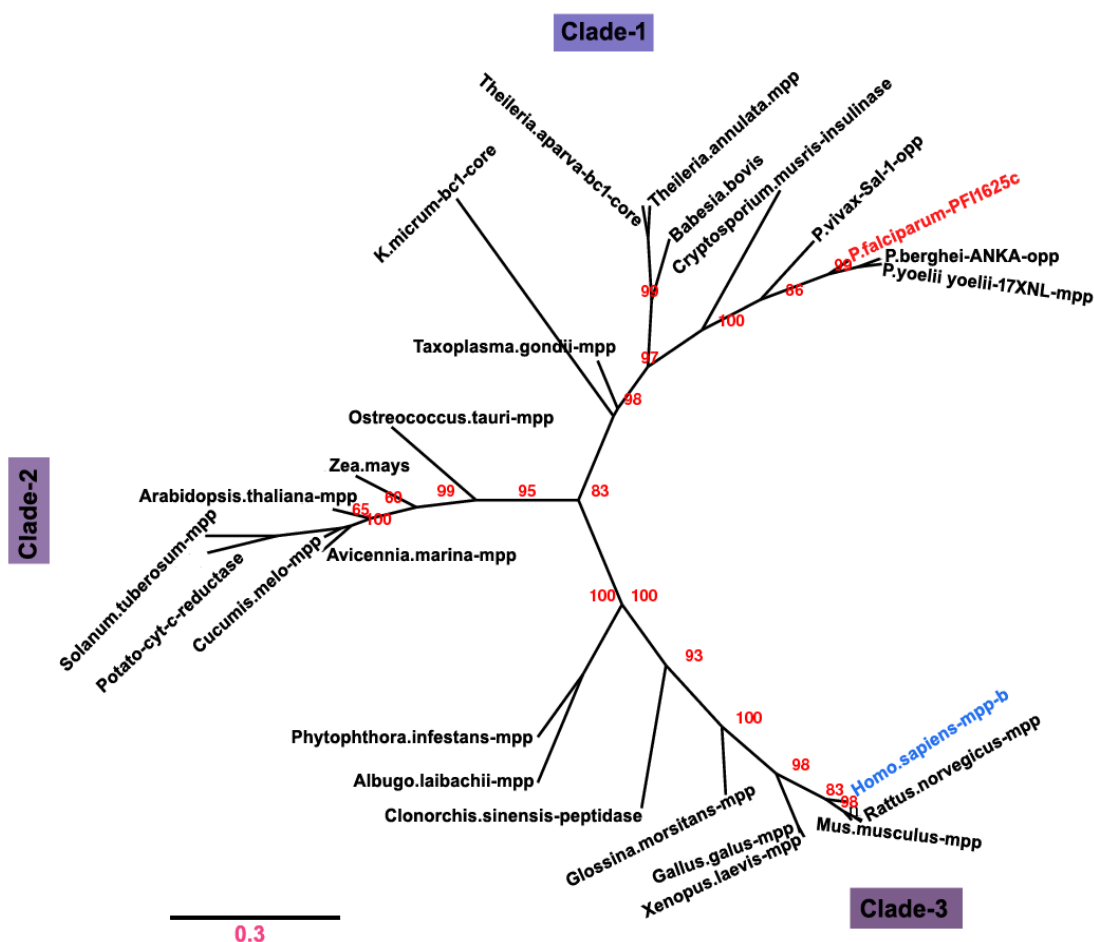 Clade-1
Theileria.aparva-bc1-core
Theileria.annulata.mpp
Babesia.bovis
Cryptosporium.musris-insulinase
P.vivax-Sal-1-opp
P.falciparum-PFI1625c
P.berghei-ANKA-opp
P.yoelii yoelii-17XNL-mpp
K.micrum-bc1-core
99
99
86
100
97
Taxoplasma.gondii-mpp
98
Ostreococcus.tauri-mpp
Clade-2
Zea.mays
Arabidopsis.thaliana-mpp
60
99
95
83
65
100
Solanum.tuberosum-mpp
Potato-cyt-c-reductase
Cucumis.melo-mpp
Avicennia.marina-mpp
100
100
93
100
98
83
98
Homo.sapiens-mpp-b
Rattus.norvegicus-mpp
Mus.musculus-mpp
Phytophthora.infestans-mpp
Albugo.laibachii-mpp
Clonorchis.sinensis-peptidase
Glossina.morsitans-mpp
Gallus.galus-mpp
Xenopus.laevis-mpp
Clade-3
0.3